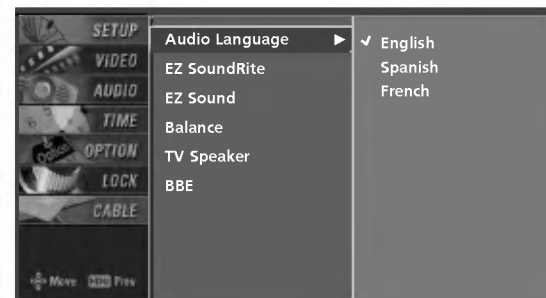 SETUP
VIDEO
AUDIO
TIME
OPTION
LOCK
CABLE
Move MENU Prev
Audio Language
EZ SoundRite
EZ Sound
Balance
TV Speaker
BBE
English
Spanish
French